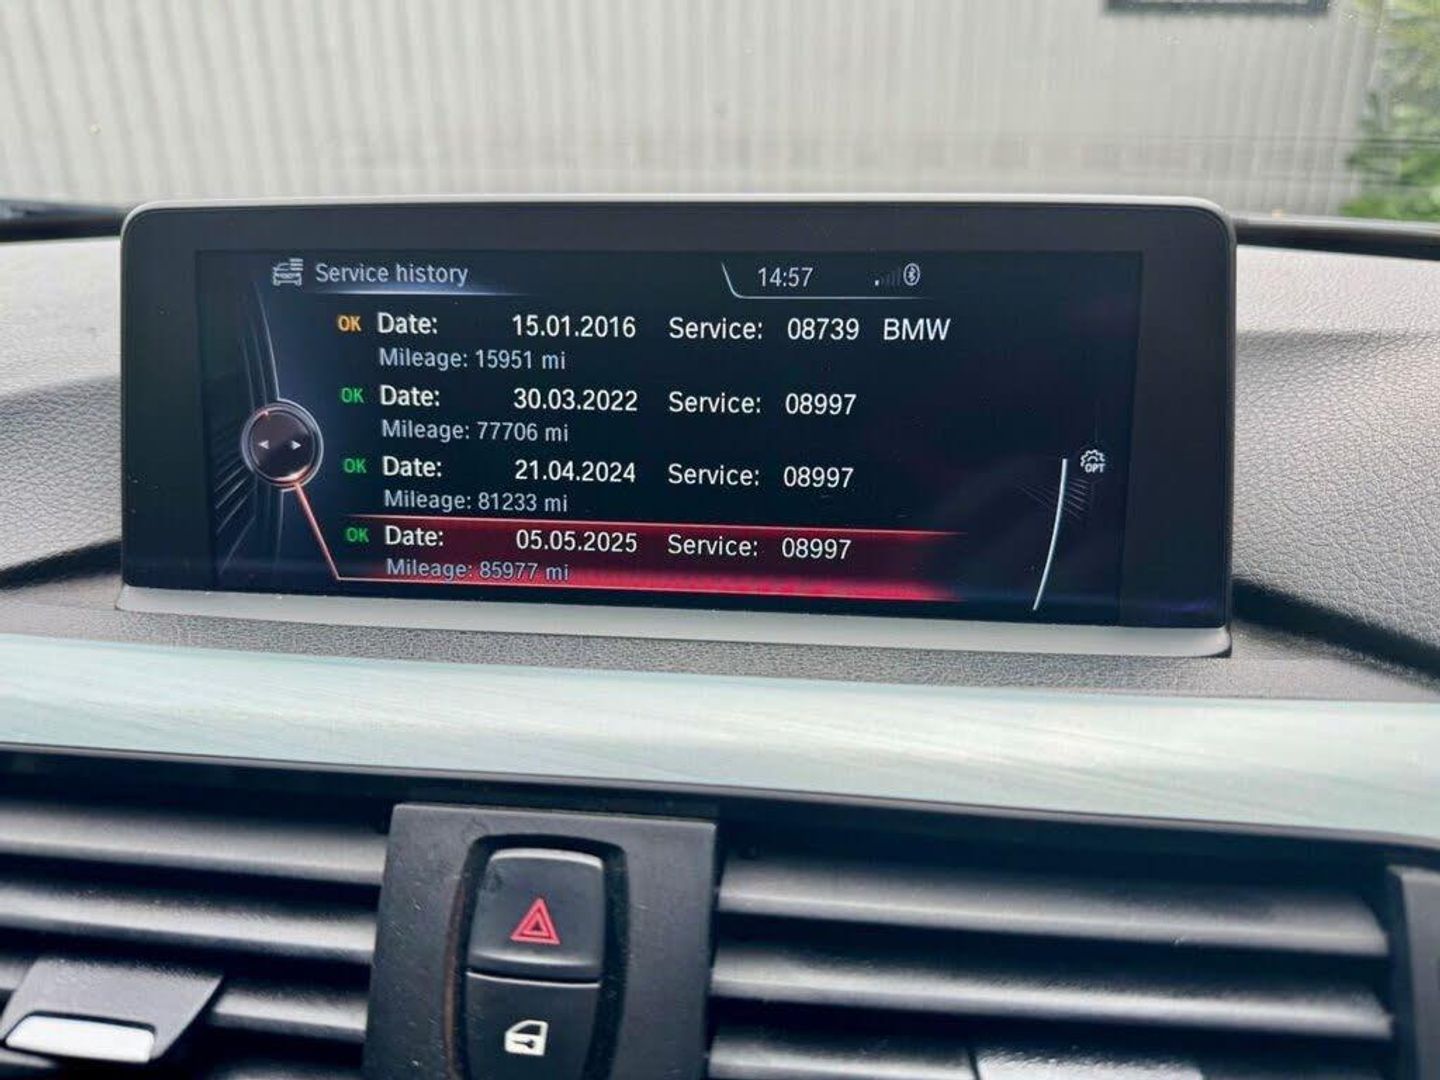 Service history 14:57
OK Date: 15.01.2016 Service: 08739 BMW
Mileage: 15951 mi
OK Date: 30.03.2022 Service: 08997
Mileage: 77706 mi
OK Date: 21.04.2024 Service: 08997
Mileage: 81233 mi
OK Date: 05.05.2025 Service: 08997
Mileage: 85977 mi
OPT